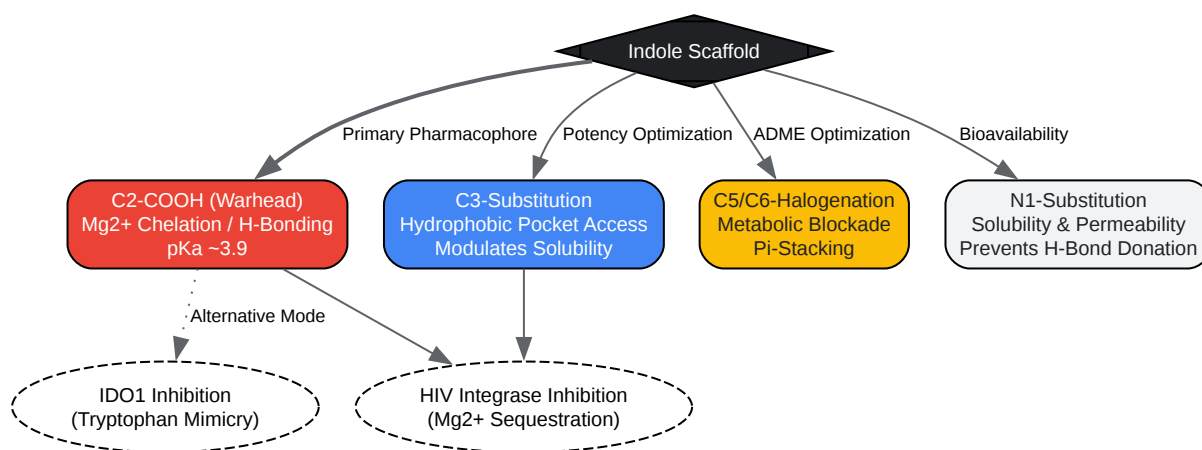 Indole Scaffold
Primary Pharmacophore
Potency Optimization
ADME Optimization
Bioavailability
C2-COOH (Warhead)
Mg2+ Chelation / H-Bonding
pKa ~3.9
C3-Substitution
Hydrophobic Pocket Access
Modulates Solubility
C5/C6-Halogenation
Metabolic Blockade
Pi-Stacking
N1-Substitution
Solubility & Permeability
Prevents H-Bond Donation
Alternative Mode
IDO1 Inhibition
(Tryptophan Mimicry)
HIV Integrase Inhibition
(Mg2+ Sequestration)